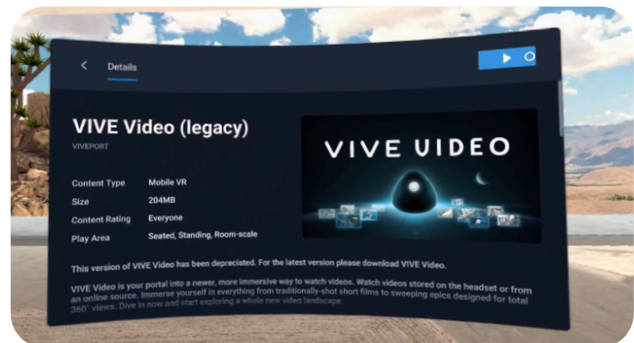 Details
VIVE Video (legacy)
VIVEPORT
VIVE VIDEO
Content Type Mobile VR
Size 204MB
Content Rating Everyone
Play Area Seated, Standing, Room-scale
This version of VIVE Video has been depreciated. For the latest version please download VIVE Video.
VIVE Video is your portal into a newer, more immersive way to watch videos. Watch videos stored on the headset or from
an online source. Immerse yourself in everything from traditionally-shot short films to sweeping epics designed for total
360° views. Dive in now and start exploring a whole new video landscape.